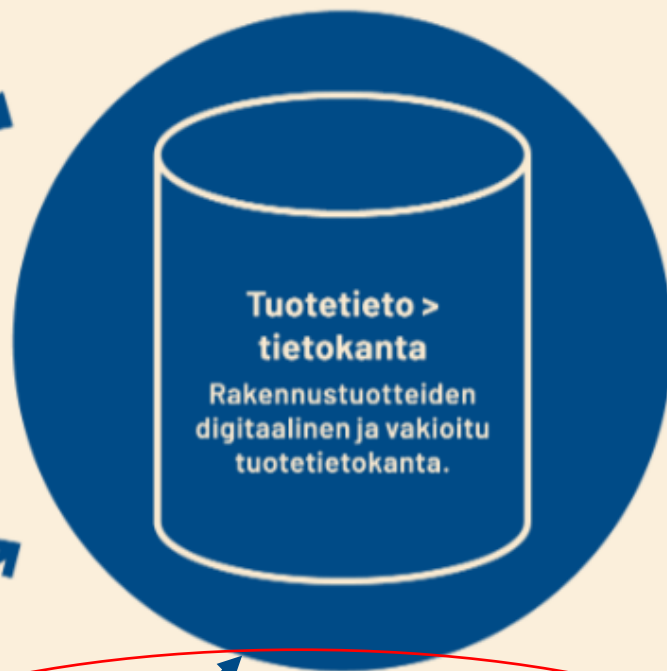 Tuotetieto >
tietokanta
Rakennustuotteiden
digitaalinen ja vakioitu
tuotetietokanta.